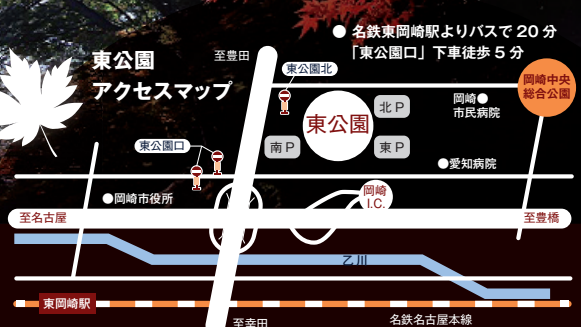 ● 名鉄東岡崎駅よりバスで20分
「東公園口」下車徒歩5分
東公園
アクセスマップ
至豊田
東公園北
岡崎中央
総合公園
北P
岡崎●
市民病院
東公園
東公園口
南P
東P
●愛知病院
●岡崎市役所
岡崎
I.C.
至名古屋
至豊橋
乙川
東岡崎駅
至幸田
名鉄名古屋本線